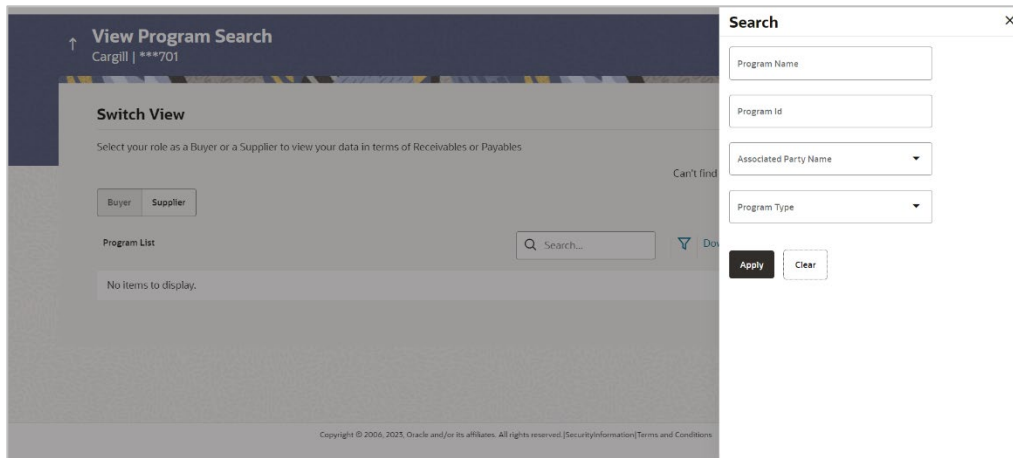 View Program Search
Cargill | ***701
Switch View
Select your role as a Buyer or a Supplier to view your data in terms of Receivables or Payables
Can't find
Buyer
Supplier
Program List
Search...
No items to display.
Copyright © 2006, 2025, Oracle and/or its affiliates. All rights reserved.|SecurityInformation|Terms and Conditions
Search
Program Name
Program Id
Associated Party Name
Program Type
Apply
Clear